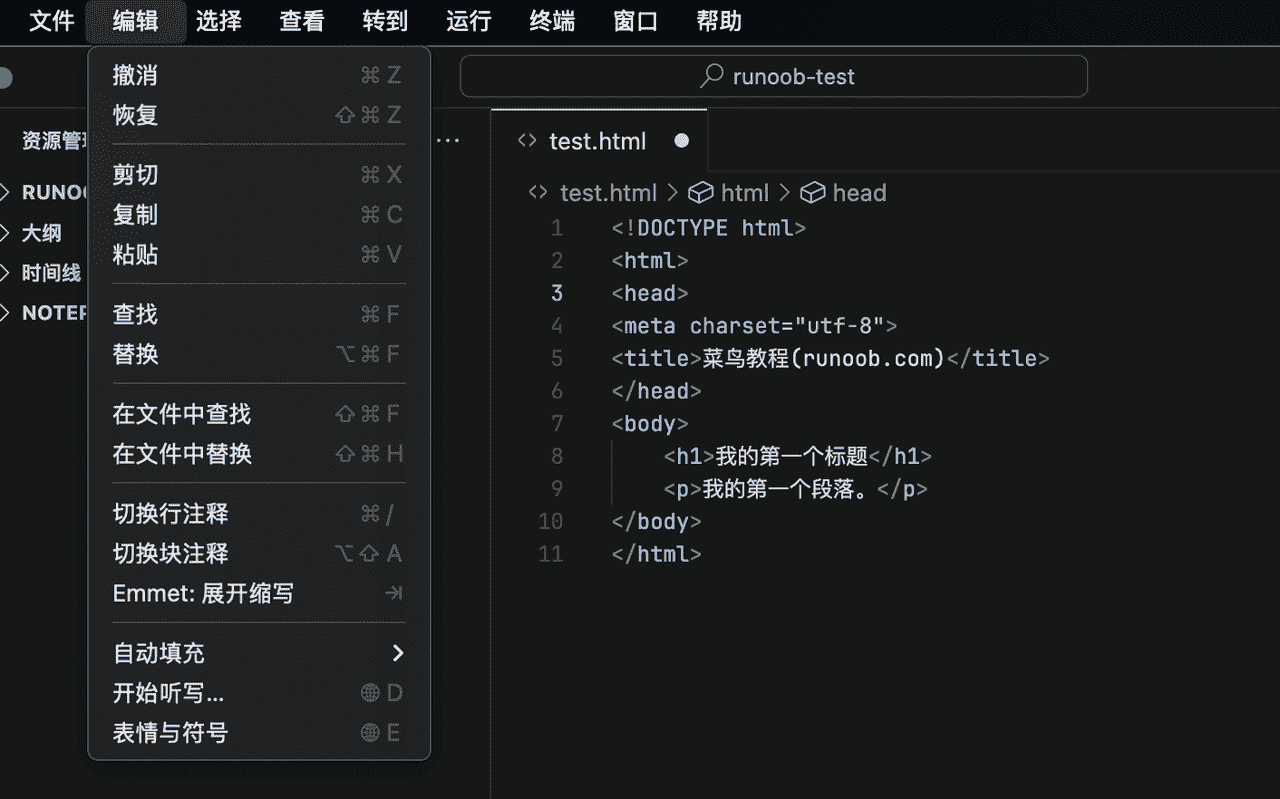 文件 编辑 选择 查看 转到 运行 终端 窗口 帮助
runoob-test
撤消 ⌘ Z
恢复 ⇧ ⌘ Z
剪切 ⌘ X
复制 ⌘ C
粘贴 ⌘ V
查找 ⌘ F
替换 ⌥ ⌘ F
在文件中查找 ⇧ ⌘ F
在文件中替换 ⇧ ⌘ H
切换行注释 ⌘ /
切换块注释 ⌥ ⇧ A
Emmet: 展开缩写 ⇥
自动填充
开始听写... 🌐 D
表情与符号 🌐 E
资源管
大纲
时间线
test.html
test.html > html > head
1 <!DOCTYPE html>
2 <html>
3 <head>
4 <meta charset="utf-8">
5 <title>菜鸟教程(runoob.com)</title>
6 </head>
7 <body>
8 <h1>我的第一个标题</h1>
9 <p>我的第一个段落。</p>
10 </body>
11 </html>